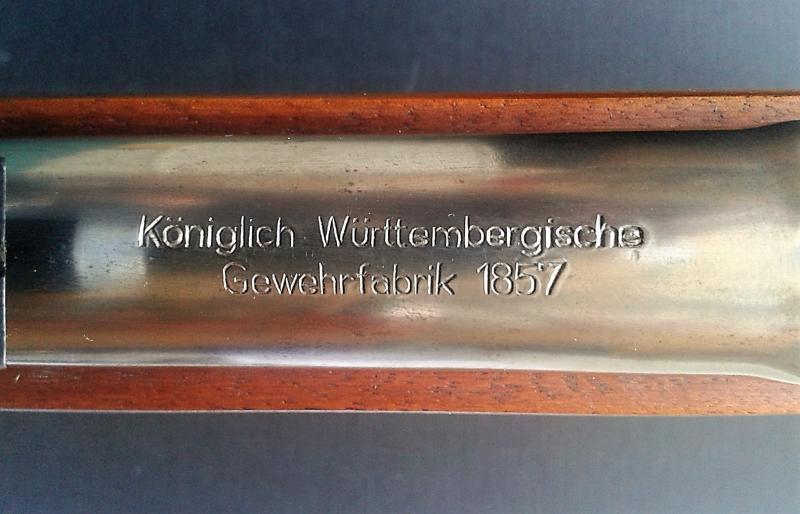 Königlich Württembergische
Gewehrfabrik 1857